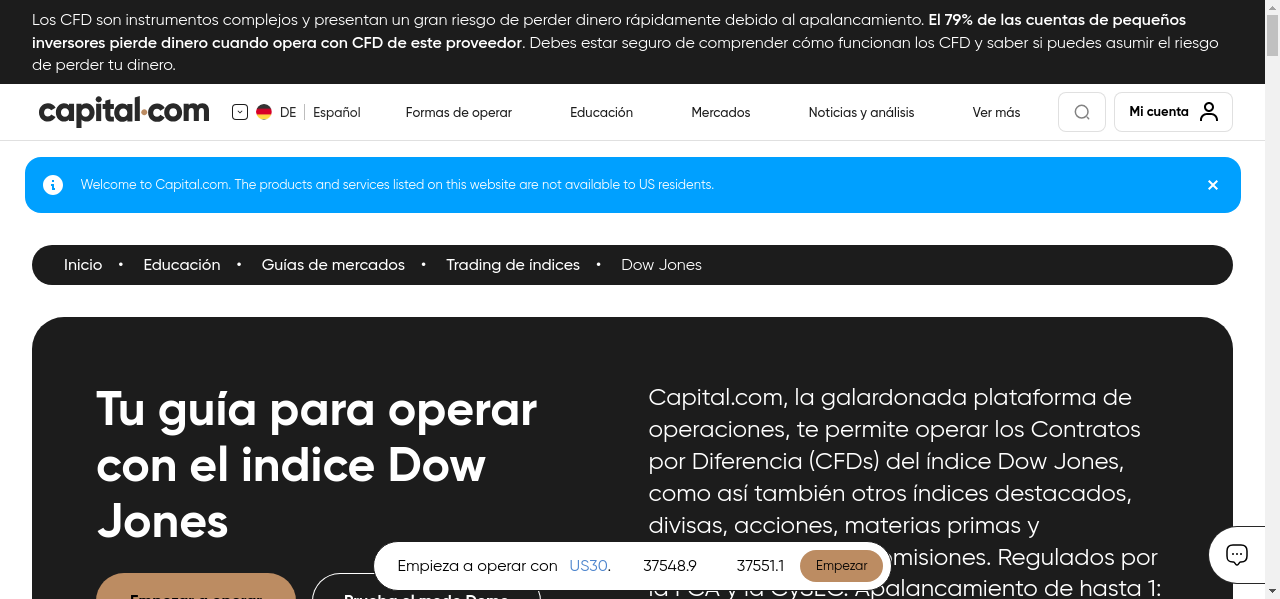 Los CFD son instrumentos complejos y presentan un gran riesgo de perder dinero rápidamente debido al apalancamiento. El 79% de las cuentas de pequeños
inversores pierde dinero cuando opera con CFD de este proveedor. Debes estar seguro de comprender cómo funcionan los CFD y saber si puedes asumir el riesgo
de perder tu dinero.
capital.com DE Español Formas de operar Educación Mercados Noticias y análisis Ver más Mi cuenta
Welcome to Capital.com. The products and services listed on this website are not available to US residents.
Inicio • Educación • Guías de mercados • Trading de índices • Dow Jones
Tu guía para operar
con el indice Dow
Jones
Capital.com, la galardonada plataforma de
operaciones, te permite operar los Contratos
por Diferencia (CFDs) del índice Dow Jones,
como así también otros índices destacados,
divisas, acciones, materias primas y
omisiones. Regulados por
la FCA y la CySEC. Apalancamiento de hasta 1:
Empieza a operar con US30. 37548.9 37551.1 Empezar
Empezar a operar
Prueba el modo Demo